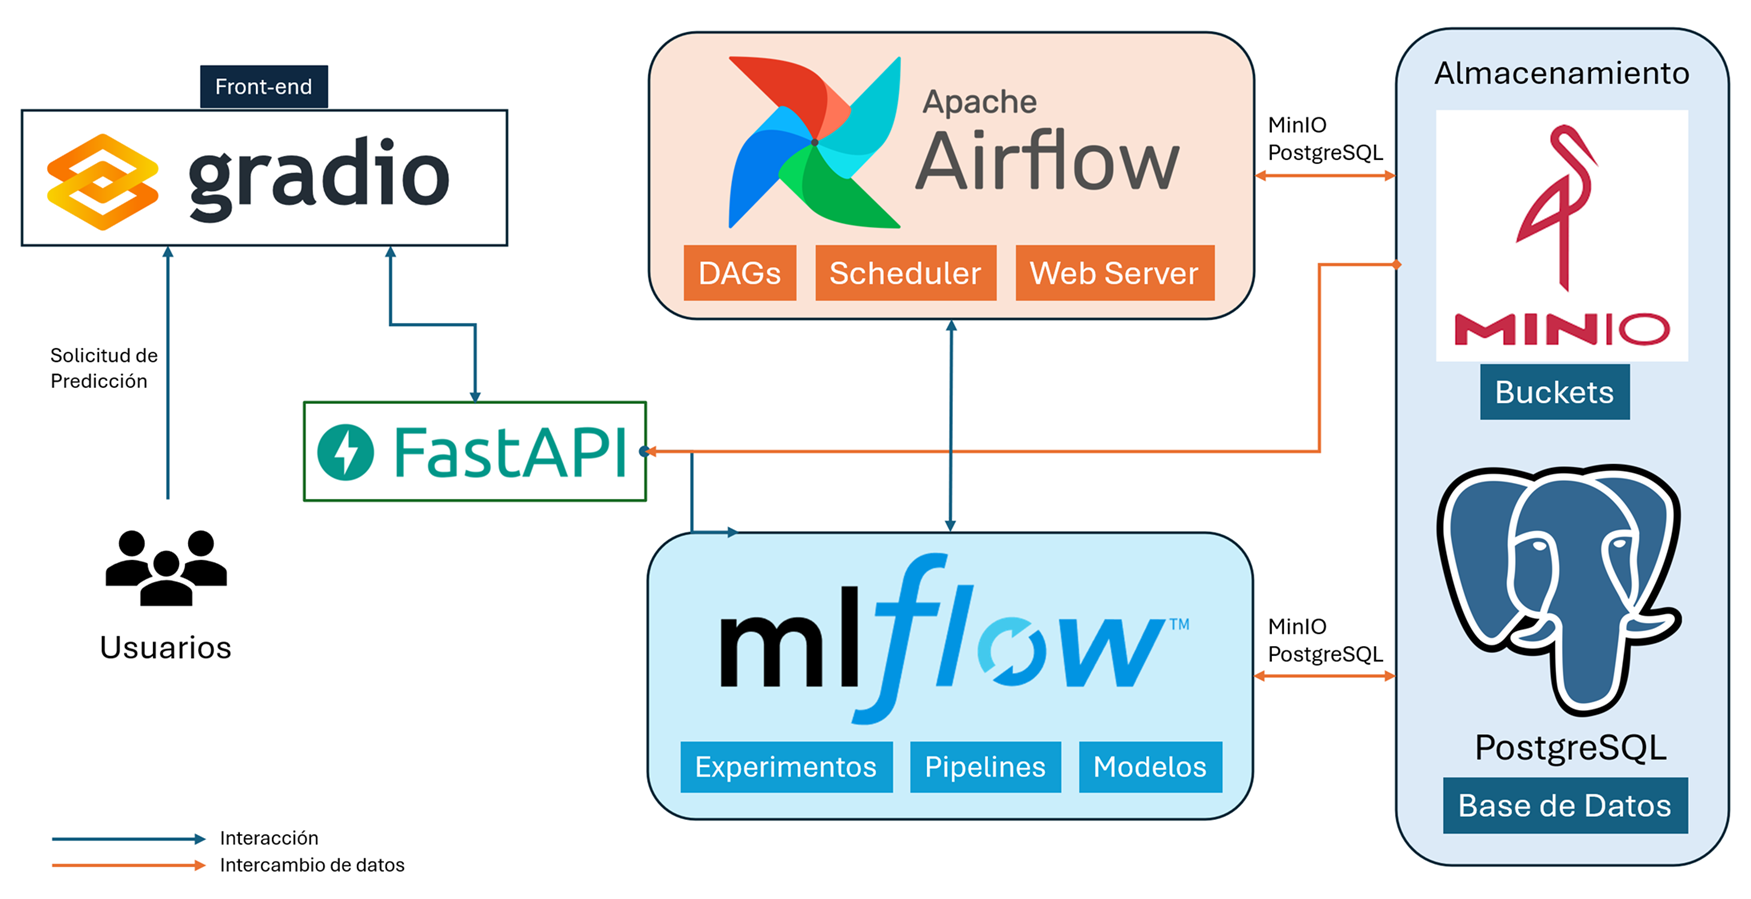 Front-end
gradio
Solicitud de
Predicción
Usuarios
FastAPI
Apache
Airflow
DAGs
Scheduler
Web Server
MinIO
PostgreSQL
mlflow™
Experimentos
Pipelines
Modelos
MinIO
PostgreSQL
Almacenamiento
MINIO
Buckets
PostgreSQL
Base de Datos
Interacción
Intercambio de datos